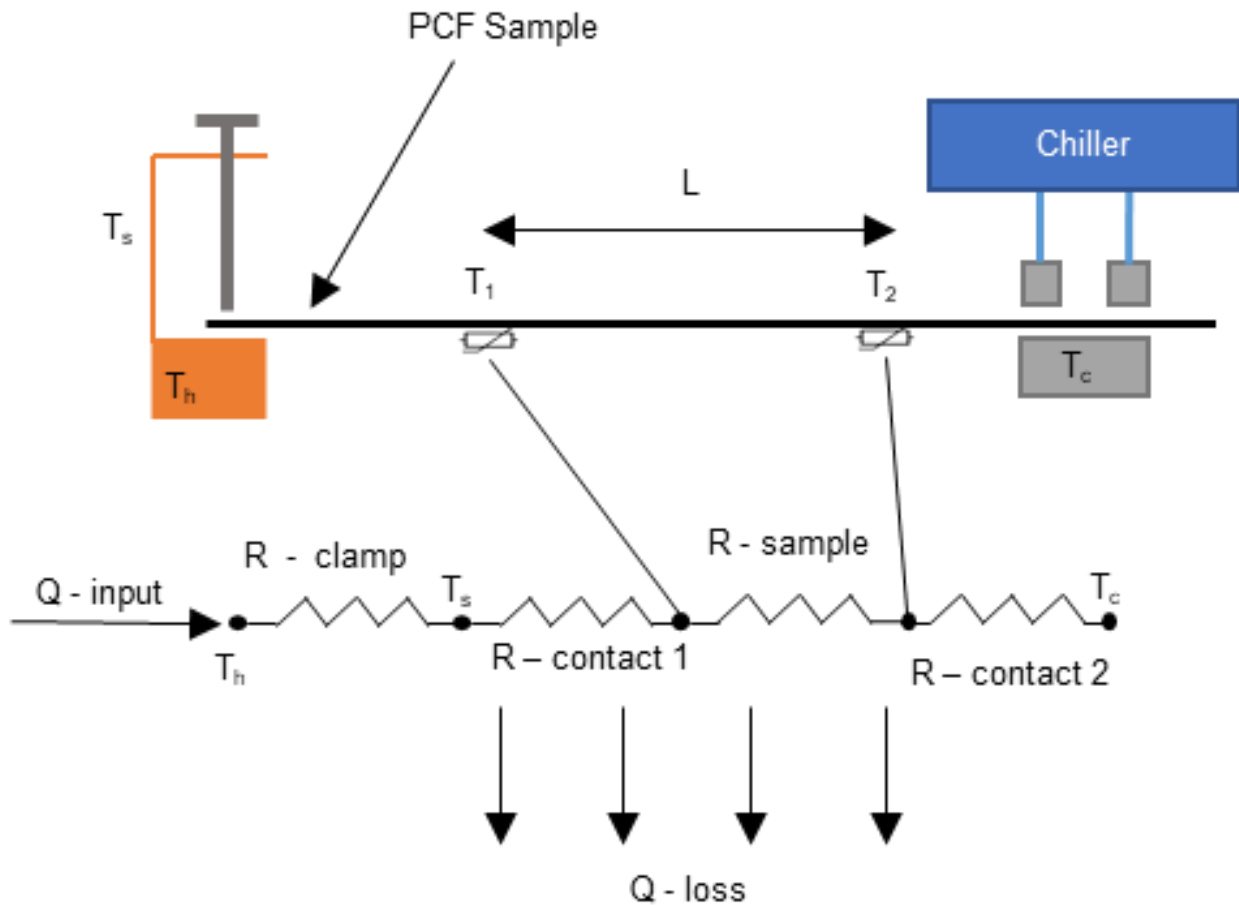 PCF Sample
Chiller
L
Tₛ
T₁
T₂
Tₕ
T꜀
R - clamp
R - sample
Q - input
Tₛ
T꜀
Tₕ
R – contact 1
R – contact 2
Q - loss